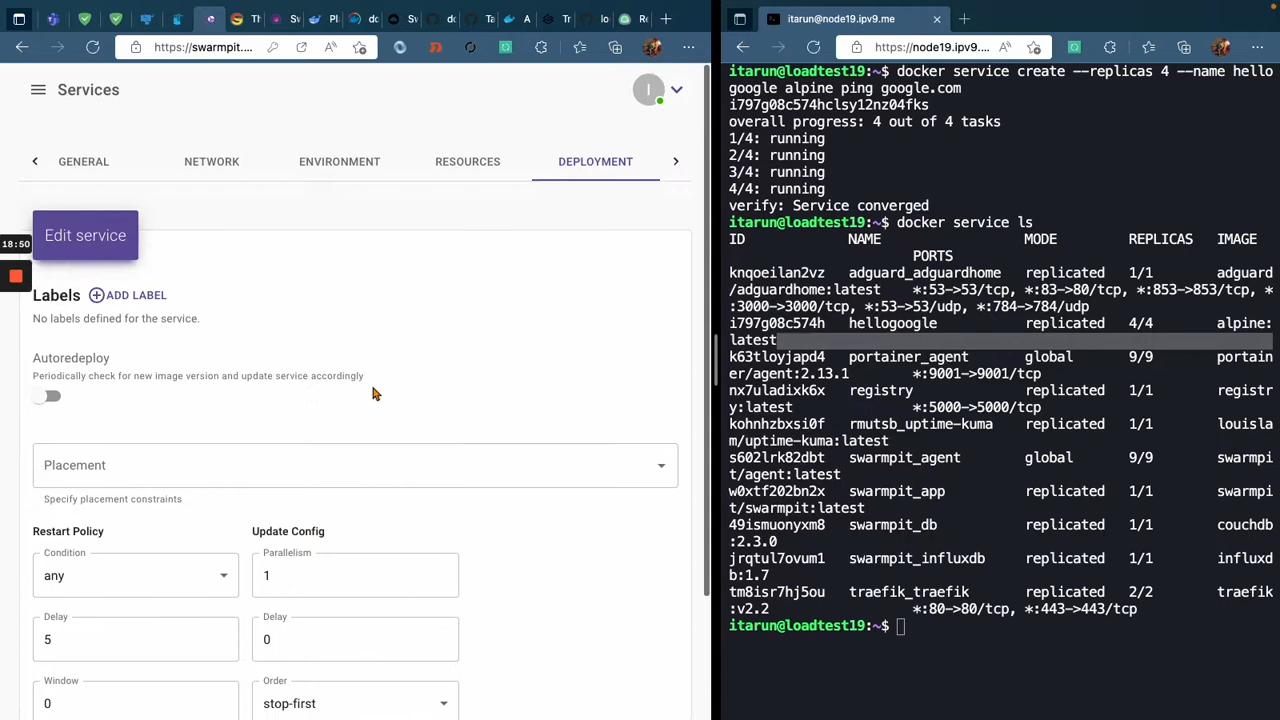 Th
Sw
Pl
do
Gi
Ta
A
Tra
lo
Re
itarun@node19.ipv9.me
https://swarmpit....
https://node19.ipv9....
Services
I
GENERAL
NETWORK
ENVIRONMENT
RESOURCES
DEPLOYMENT
Edit service
18:50
Labels
ADD LABEL
No labels defined for the service.
Autoredeploy
Periodically check for new image version and update service accordingly
Placement
Specify placement constraints
Restart Policy
Update Config
Condition
any
Parallelism
1
Delay
5
Delay
0
Window
0
Order
stop-first
itarun@loadtest19:~$ docker service create --replicas 4 --name hello
google alpine ping google.com
i797g08c574hclsy12nz04fks
overall progress: 4 out of 4 tasks
1/4: running
2/4: running
3/4: running
4/4: running
verify: Service converged
itarun@loadtest19:~$ docker service ls
ID NAME MODE REPLICAS IMAGE
PORTS
knqoeilan2vz adguard_adguardhome replicated 1/1 adguard
/adguardhome:latest *:53->53/tcp, *:83->80/tcp, *:853->853/tcp, *
:3000->3000/tcp, *:53->53/udp, *:784->784/udp
i797g08c574h hellogoogle replicated 4/4 alpine:
latest
k63tloyjapd4 portainer_agent global 9/9 portain
er/agent:2.13.1 *:9001->9001/tcp
nx7uladixk6x registry replicated 1/1 registr
y:latest *:5000->5000/tcp
kohnhzbxsi0f rmutsb_uptime-kuma replicated 1/1 louisla
m/uptime-kuma:latest
s602lrk82dbt swarmpit_agent global 9/9 swarmpi
t/agent:latest
w0xtf202bn2x swarmpit_app replicated 1/1 swarmpi
t/swarmpit:latest
49ismuonyxm8 swarmpit_db replicated 1/1 couchdb
:2.3.0
jrqtul7ovum1 swarmpit_influxdb replicated 1/1 influxd
b:1.7
tm8isr7hj5ou traefik_traefik replicated 2/2 traefik
:v2.2 *:80->80/tcp, *:443->443/tcp
itarun@loadtest19:~$